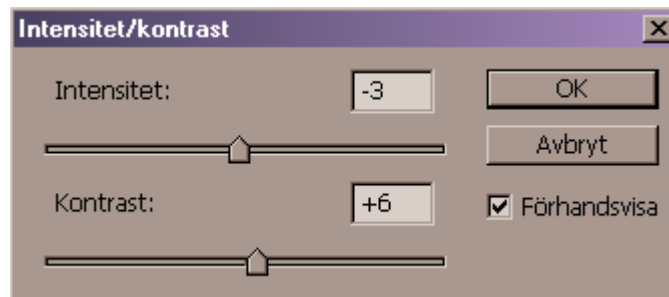 Intensitet/kontrast
Intensitet: -3
OK
Avbryt
Kontrast: +6
Förhandsvisa